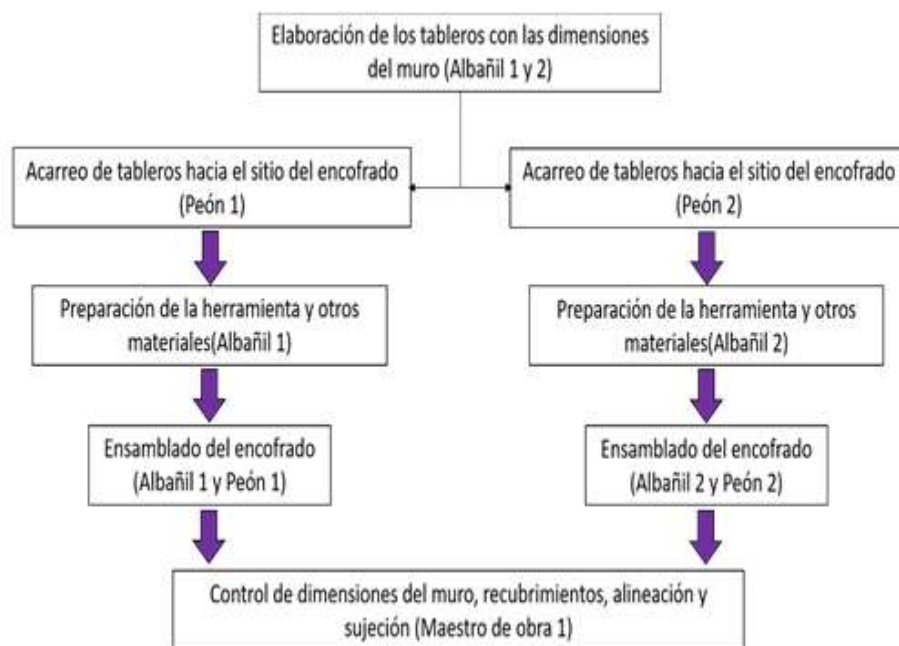 Elaboración de los tableros con las dimensiones
del muro (Albañil 1 y 2)
Acarreo de tableros hacia el sitio del encofrado
(Peón 1)
Acarreo de tableros hacia el sitio del encofrado
(Peón 2)
Preparación de la herramienta y otros
materiales(Albañil 1)
Preparación de la herramienta y otros
materiales(Albañil 2)
Ensamblado del encofrado
(Albañil 1 y Peón 1)
Ensamblado del encofrado
(Albañil 2 y Peón 2)
Control de dimensiones del muro, recubrimientos, alineación y
sujeción (Maestro de obra 1)